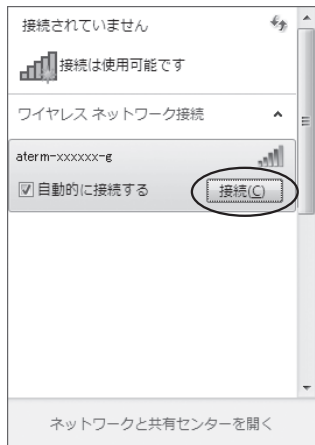 接続されていません
接続は使用可能です
ワイヤレス ネットワーク接続
aterm-xxxxxx-g
自動的に接続する
接続(C)
ネットワークと共有センターを開く